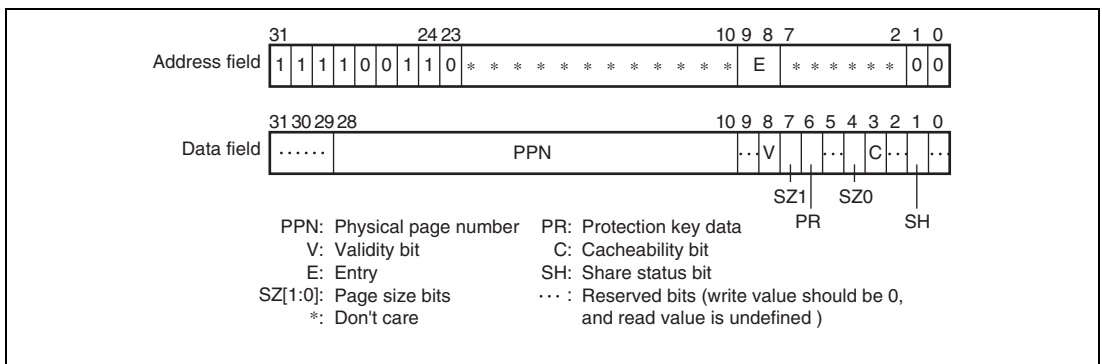 31 24 23 10 9 8 7 2 1 0
Address field 1 1 1 1 0 0 1 1 0 * * * * * * * * * * * * * E * * * * * * 0 0
31 30 29 28 10 9 8 7 6 5 4 3 2 1 0
Data field ······ PPN ··· V ··· C ··· ···
SZ1 SZ0
PR SH
PPN: Physical page number PR: Protection key data
V: Validity bit C: Cacheability bit
E: Entry SH: Share status bit
SZ[1:0]: Page size bits ··· : Reserved bits (write value should be 0,
*: Don't care and read value is undefined )